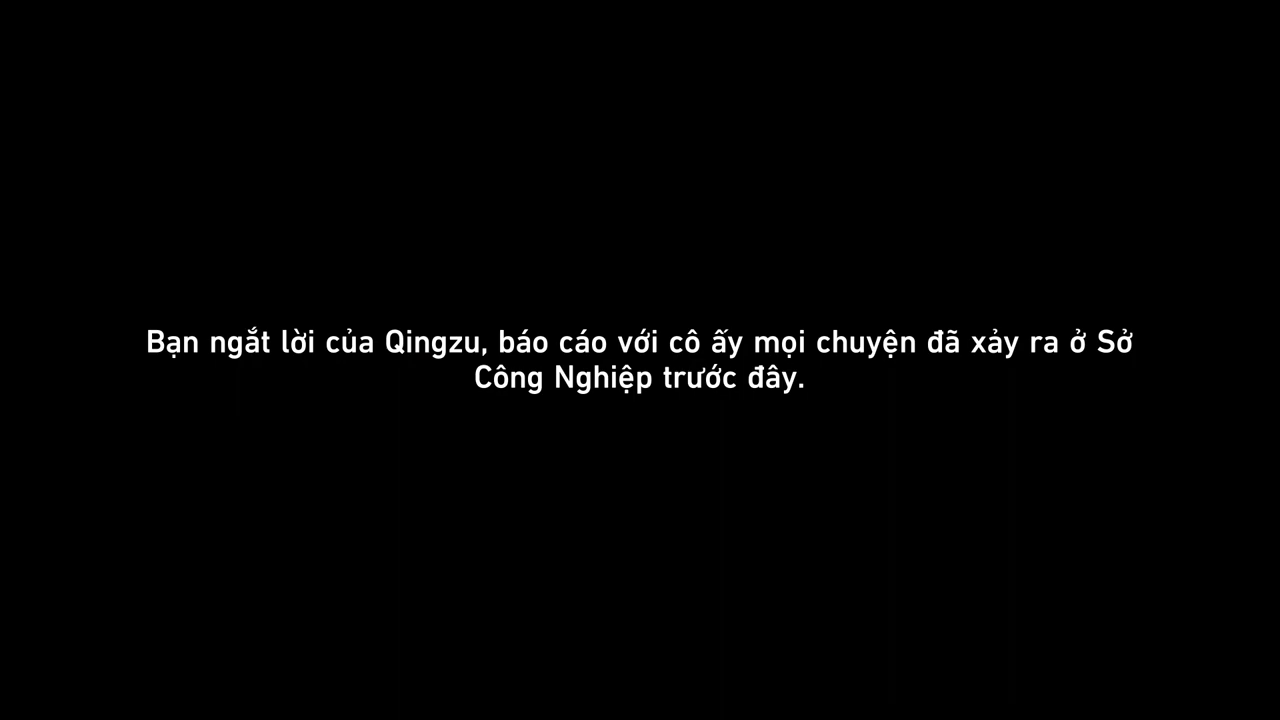 Bạn ngắt lời của Qingzu, báo cáo với cô ấy mọi chuyện đã xảy ra ở Sở
Công Nghiệp trước đây.